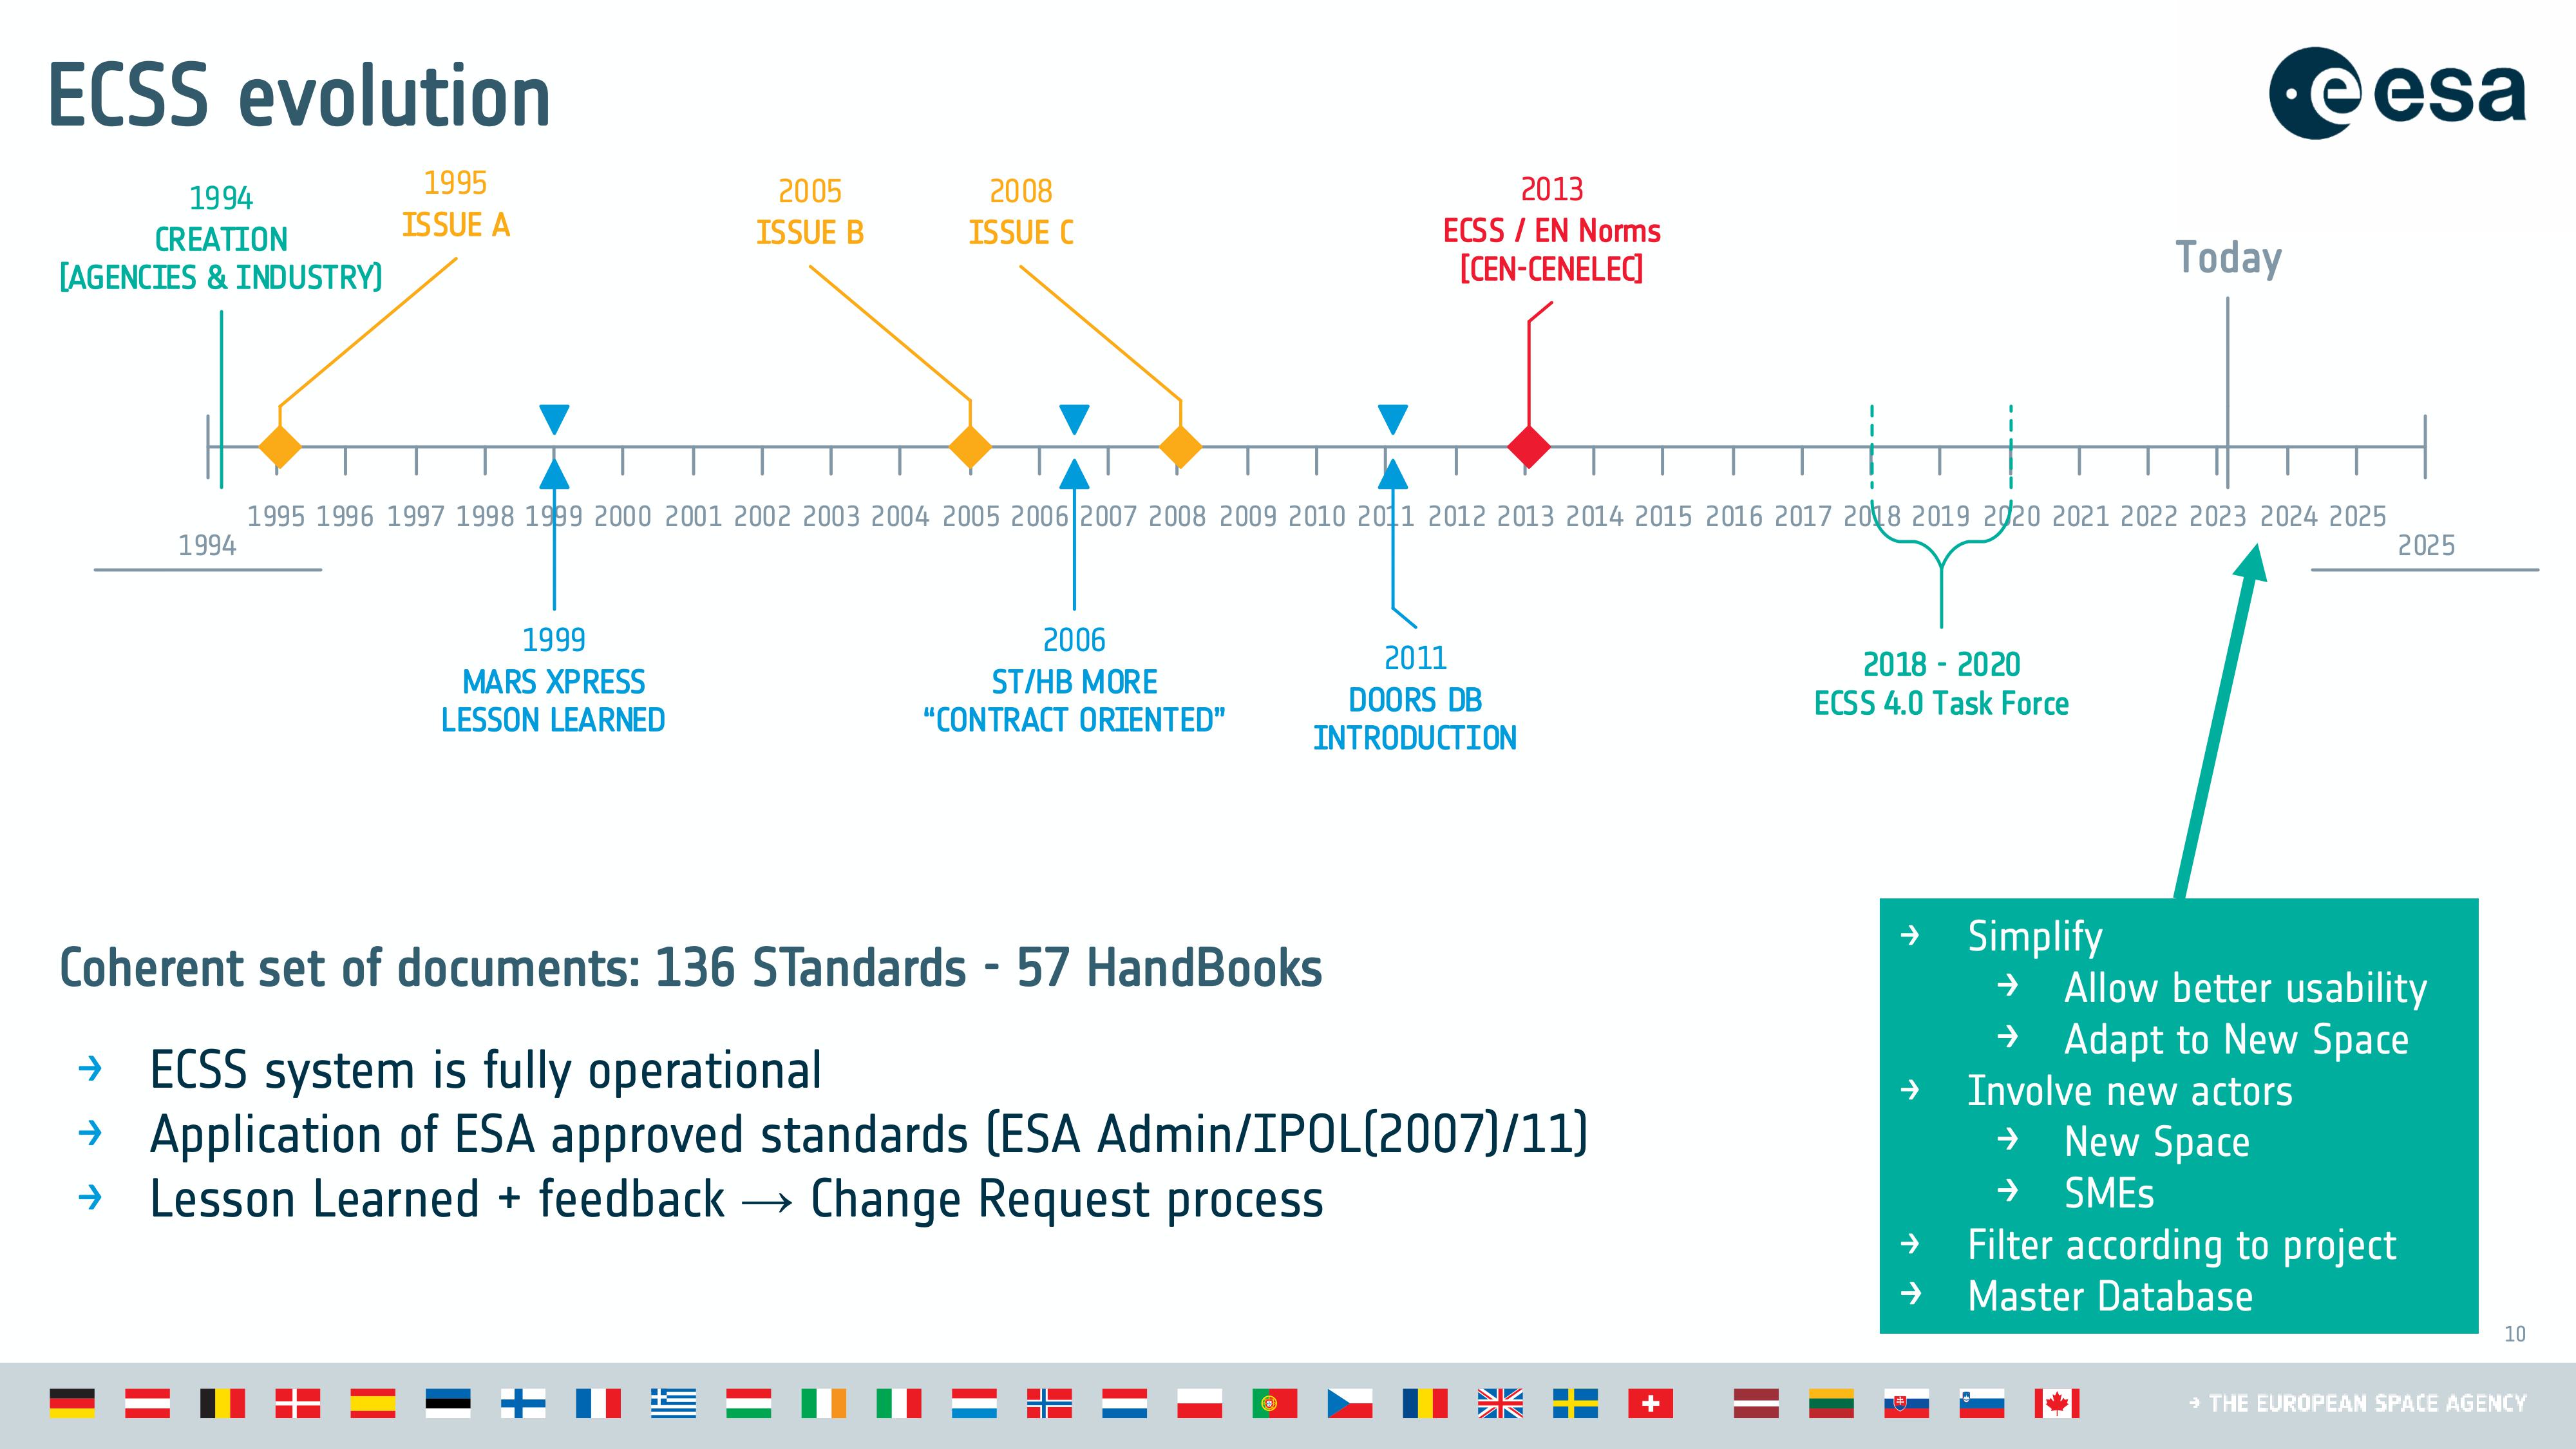 ECSS evolution
esa
1994
CREATION
[AGENCIES & INDUSTRY]
1995
ISSUE A
2005
ISSUE B
2008
ISSUE C
2013
ECSS / EN Norms
[CEN-CENELEC]
Today
1995 1996 1997 1998 1999 2000 2001 2002 2003 2004 2005 2006 2007 2008 2009 2010 2011 2012 2013 2014 2015 2016 2017 2018 2019 2020 2021 2022 2023 2024 2025
1994
2025
1999
MARS XPRESS
LESSON LEARNED
2006
ST/HB MORE
“CONTRACT ORIENTED”
2011
DOORS DB
INTRODUCTION
2018 - 2020
ECSS 4.0 Task Force
Coherent set of documents: 136 STandards - 57 HandBooks
→ ECSS system is fully operational
→ Application of ESA approved standards (ESA Admin/IPOL(2007)/11)
→ Lesson Learned + feedback → Change Request process
→ Simplify
→ Allow better usability
→ Adapt to New Space
→ Involve new actors
→ New Space
→ SMEs
→ Filter according to project
→ Master Database
10
→ THE EUROPEAN SPACE AGENCY